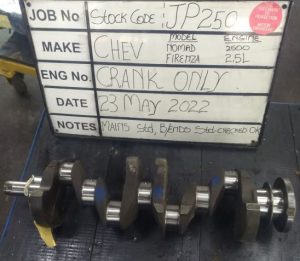 JOB No Stock Code: JP250
MODEL ENGINE
MAKE CHEV NOMAD 2500
FIRENZA 2.5L
ENG No. CRANK ONLY
DATE 23 MAY 2022
NOTES MAINS Std, B/ENDS Std-CHECKED OK